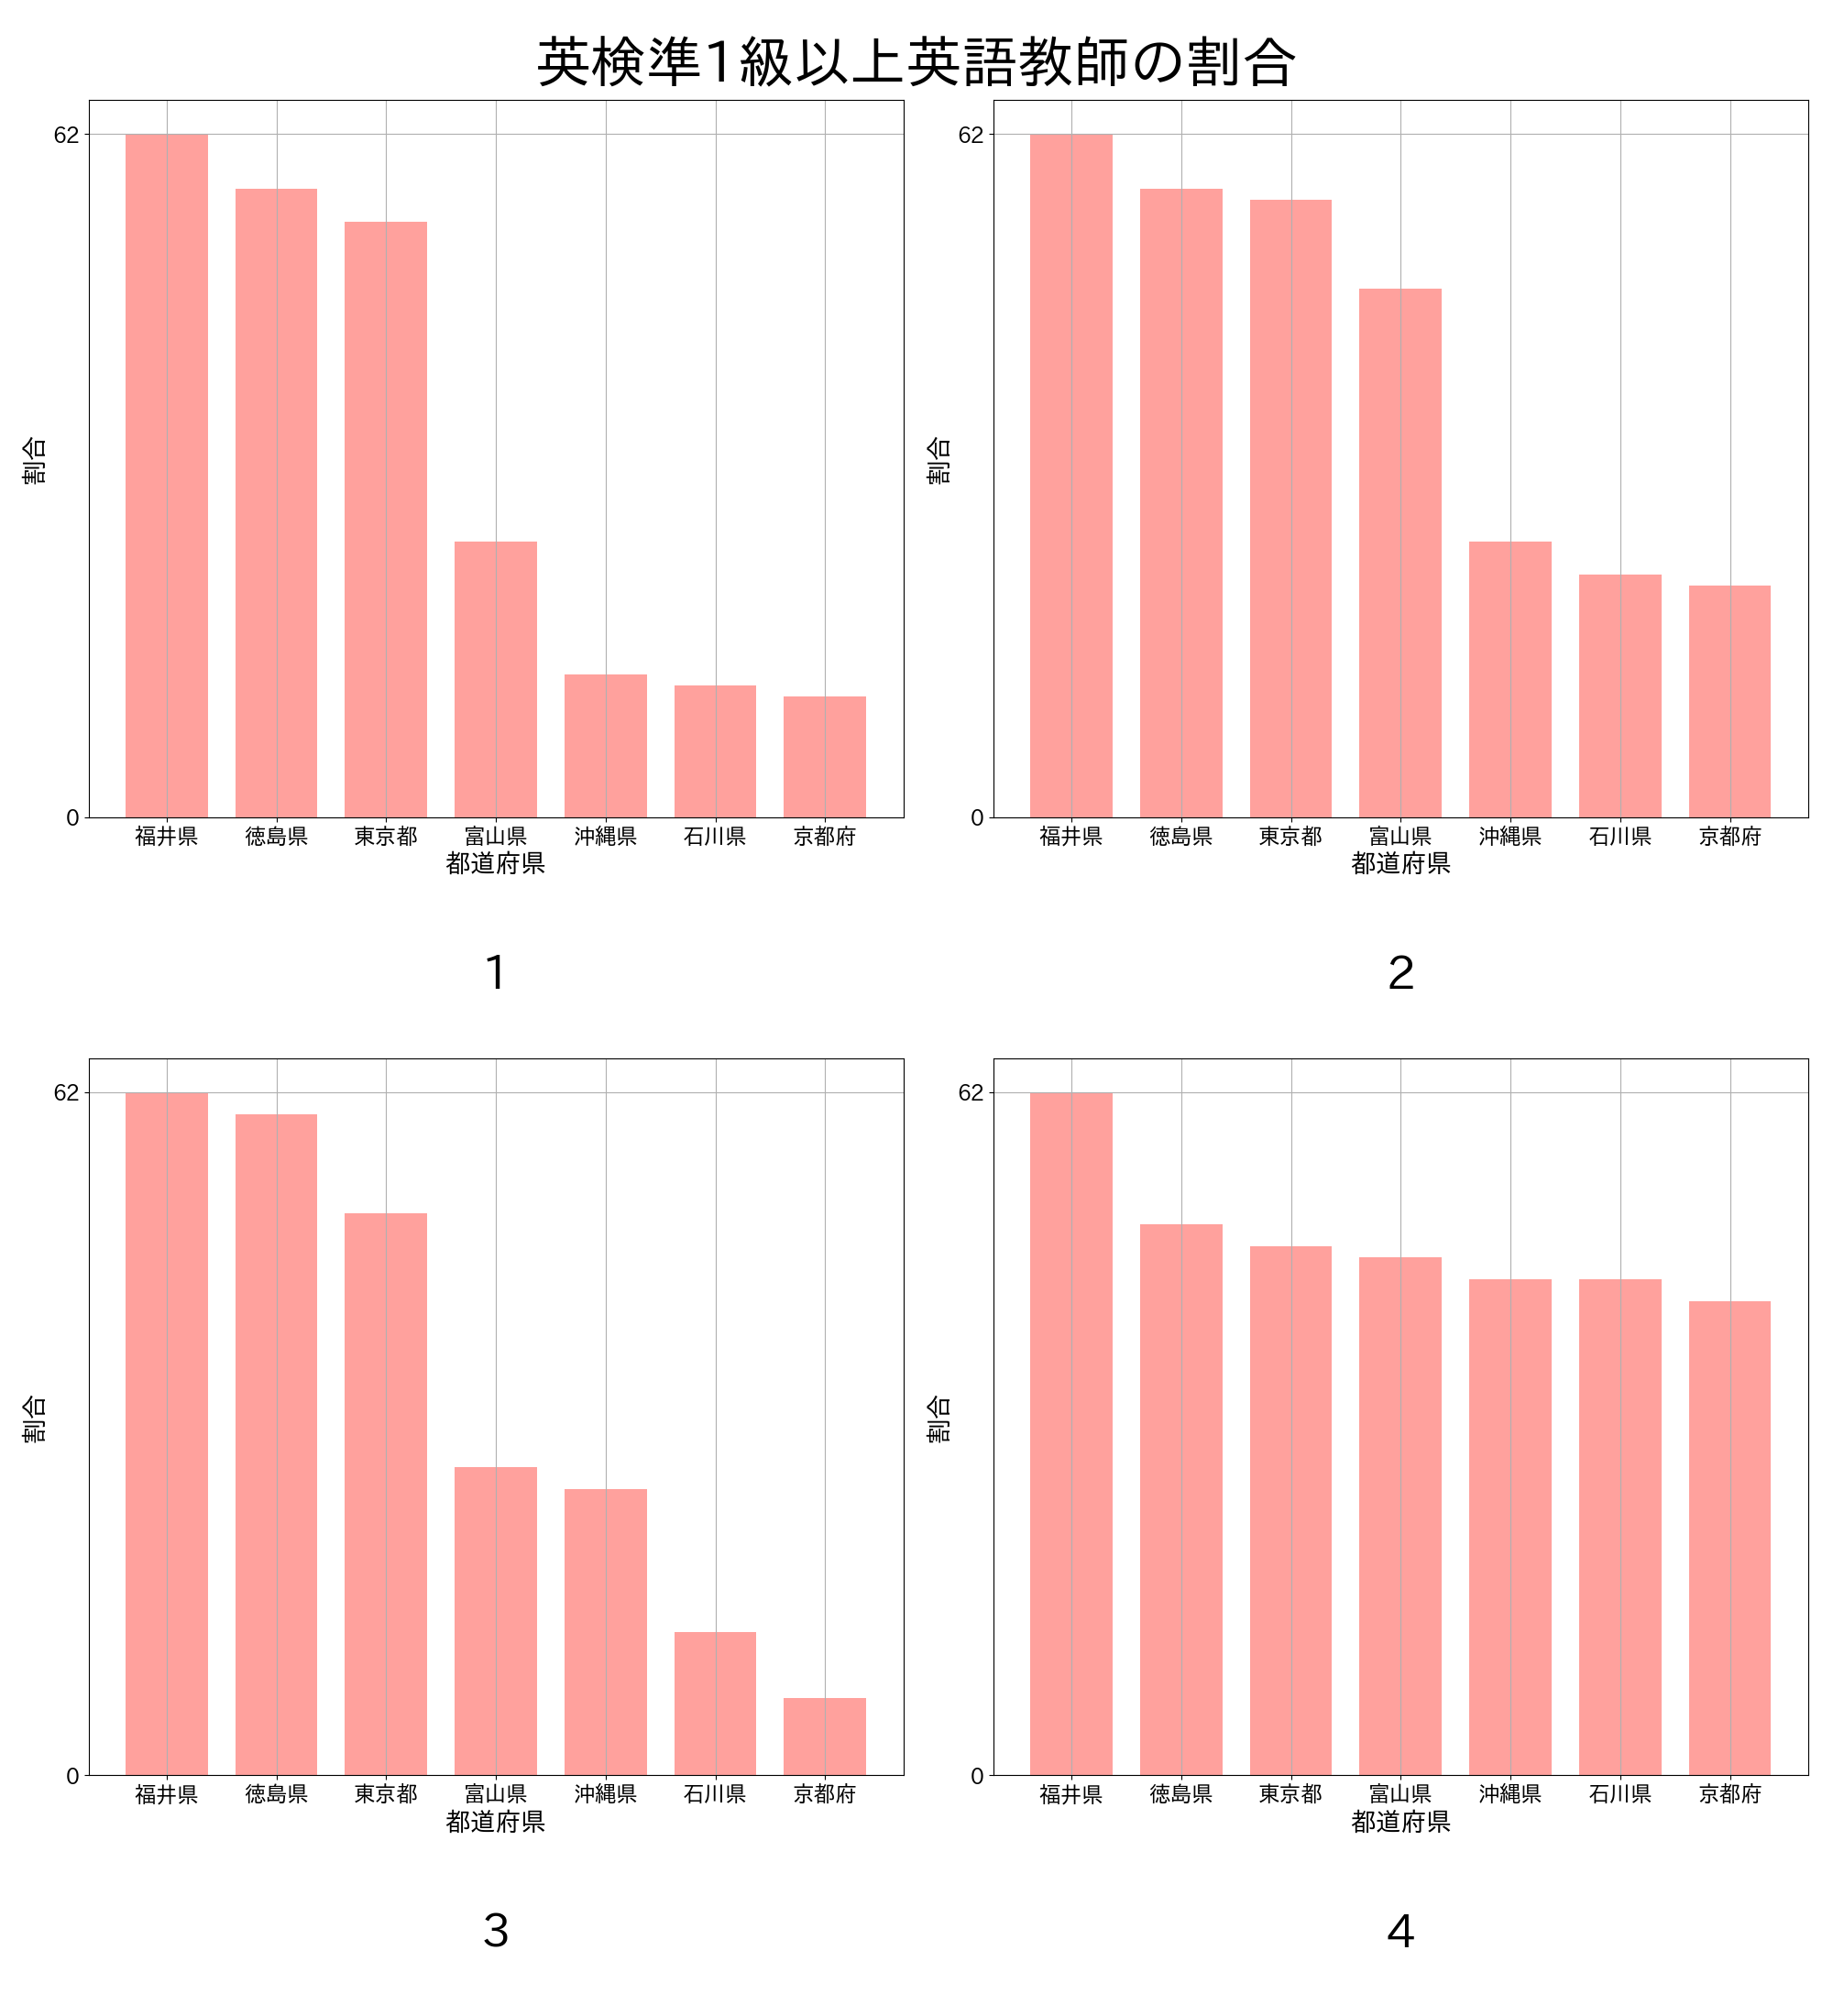 英検準1級以上英語教師の割合
62
0
割合
福井県 徳島県 東京都 富山県 沖縄県 石川県 京都府
都道府県
1
62
0
割合
福井県 徳島県 東京都 富山県 沖縄県 石川県 京都府
都道府県
2
62
0
割合
福井県 徳島県 東京都 富山県 沖縄県 石川県 京都府
都道府県
3
62
0
割合
福井県 徳島県 東京都 富山県 沖縄県 石川県 京都府
都道府県
4